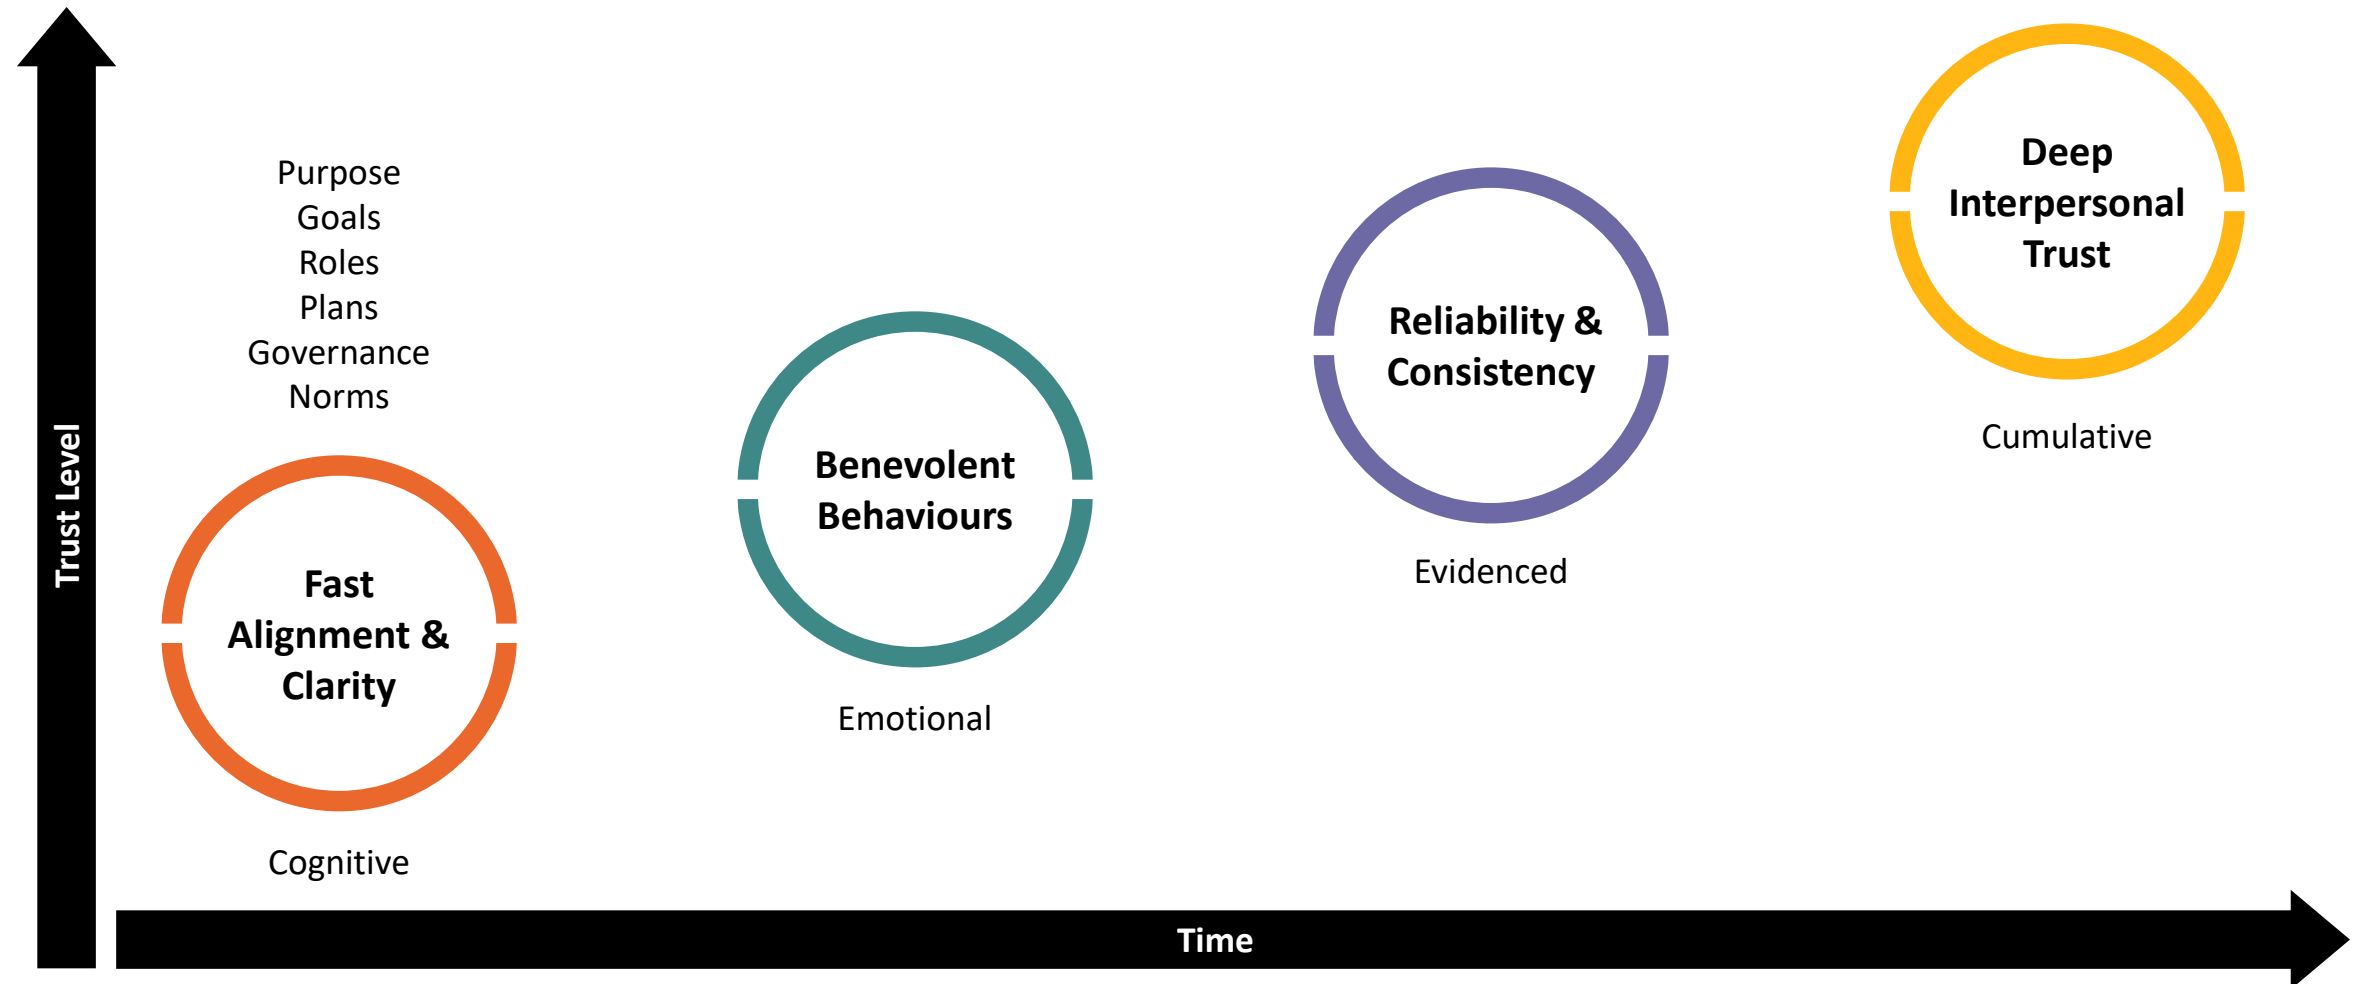 Trust Level
Purpose
Goals
Roles
Plans
Governance
Norms
Fast
Alignment &
Clarity
Cognitive
Benevolent
Behaviours
Emotional
Reliability &
Consistency
Evidenced
Deep
Interpersonal
Trust
Cumulative
Time